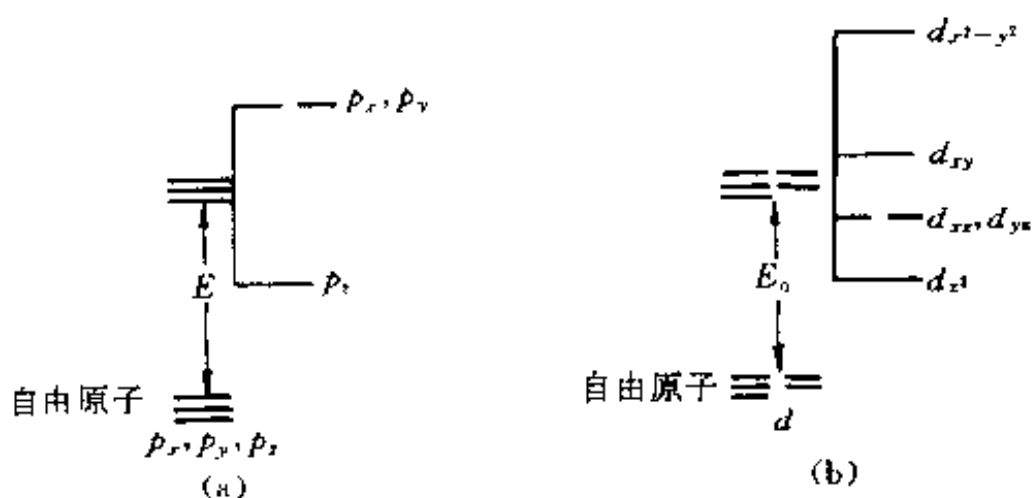 p_x, p_y
E
p_z
自由原子
p_x, p_y, p_z
(a)
d_{x²-y²}
d_{xy}
d_{xz}, d_{yz}
E_0
d_{z²}
自由原子
d
(b)